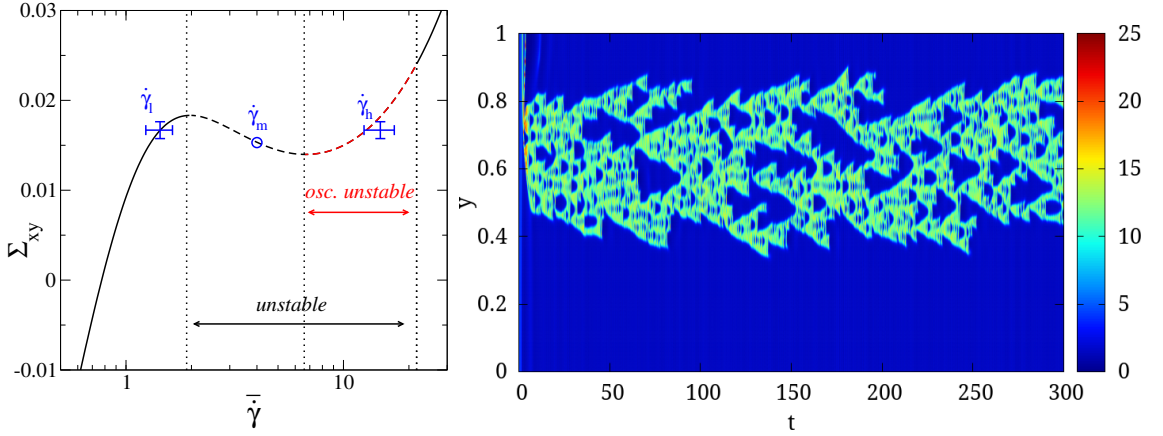 0.03
0.02
0.01
0
-0.01
Σxy
γ̇l
γ̇m
γ̇h
osc. unstable
unstable
1 10
γ̇̅
1
0.8
0.6
0.4
0.2
0
y
0 50 100 150 200 250 300
t
25
20
15
10
5
0